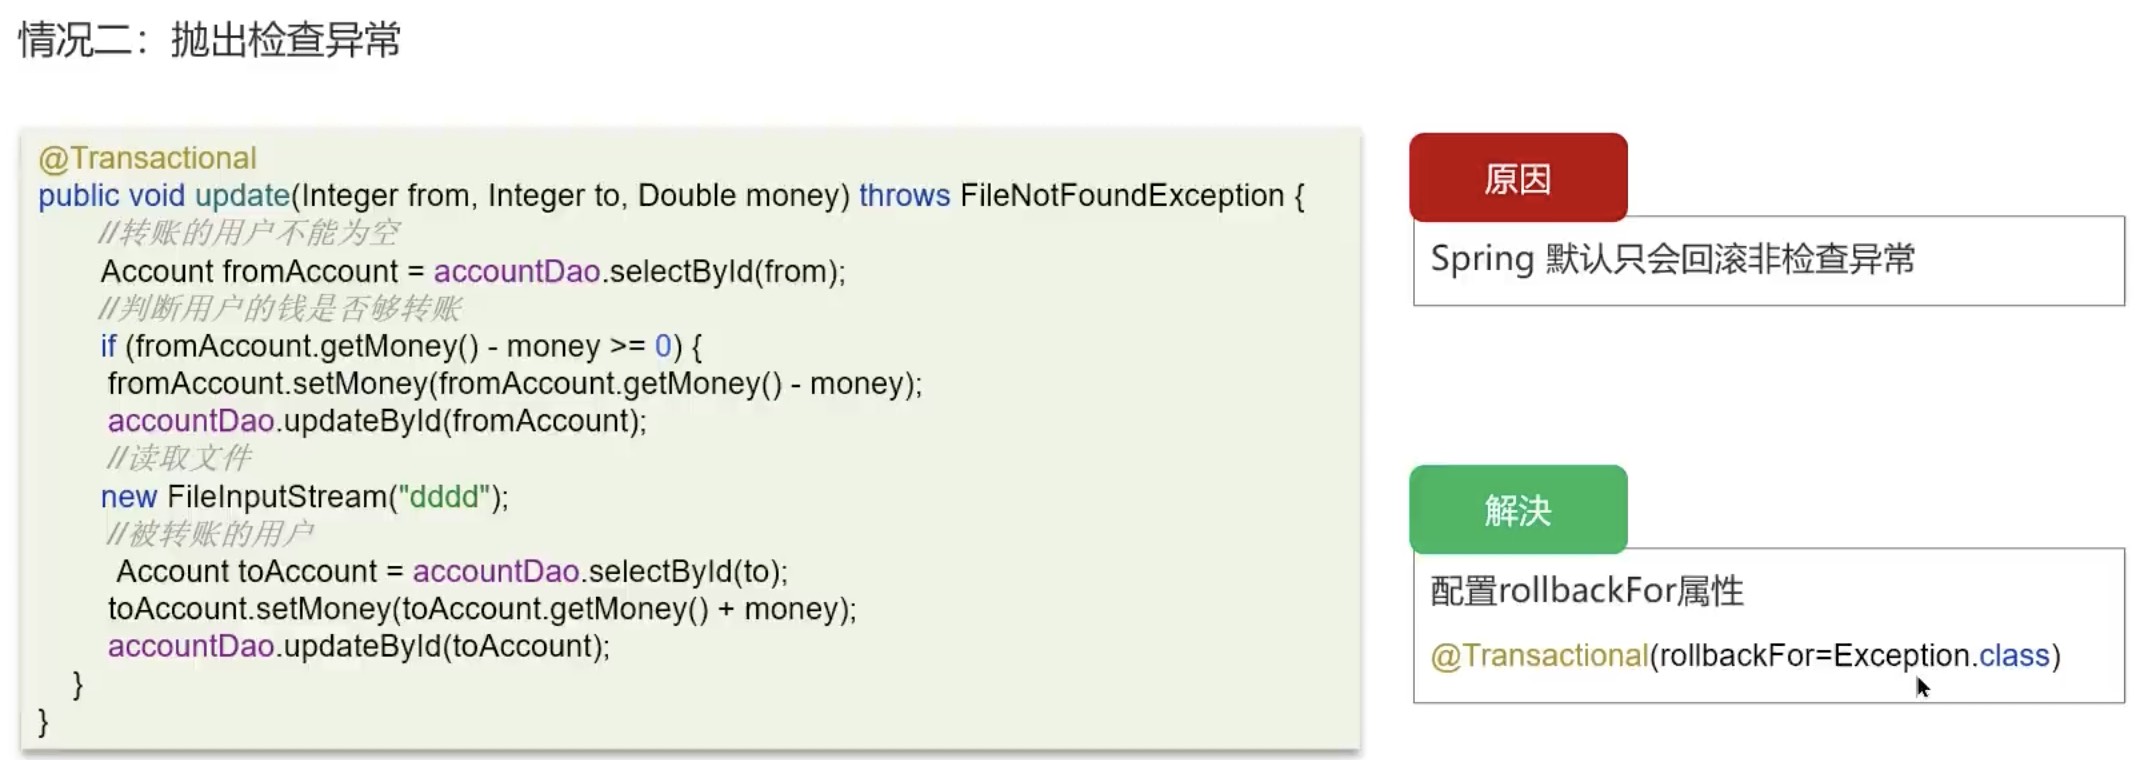 情况二：抛出检查异常
@Transactional
public void update(Integer from, Integer to, Double money) throws FileNotFoundException {
//转账的用户不能为空
Account fromAccount = accountDao.selectById(from);
//判断用户的钱是否够转账
if (fromAccount.getMoney() - money >= 0) {
fromAccount.setMoney(fromAccount.getMoney() - money);
accountDao.updateById(fromAccount);
//读取文件
new FileInputStream("dddd");
//被转账的用户
Account toAccount = accountDao.selectById(to);
toAccount.setMoney(toAccount.getMoney() + money);
accountDao.updateById(toAccount);
}
}
原因
Spring 默认只会回滚非检查异常
解决
配置rollbackFor属性
@Transactional(rollbackFor=Exception.class)